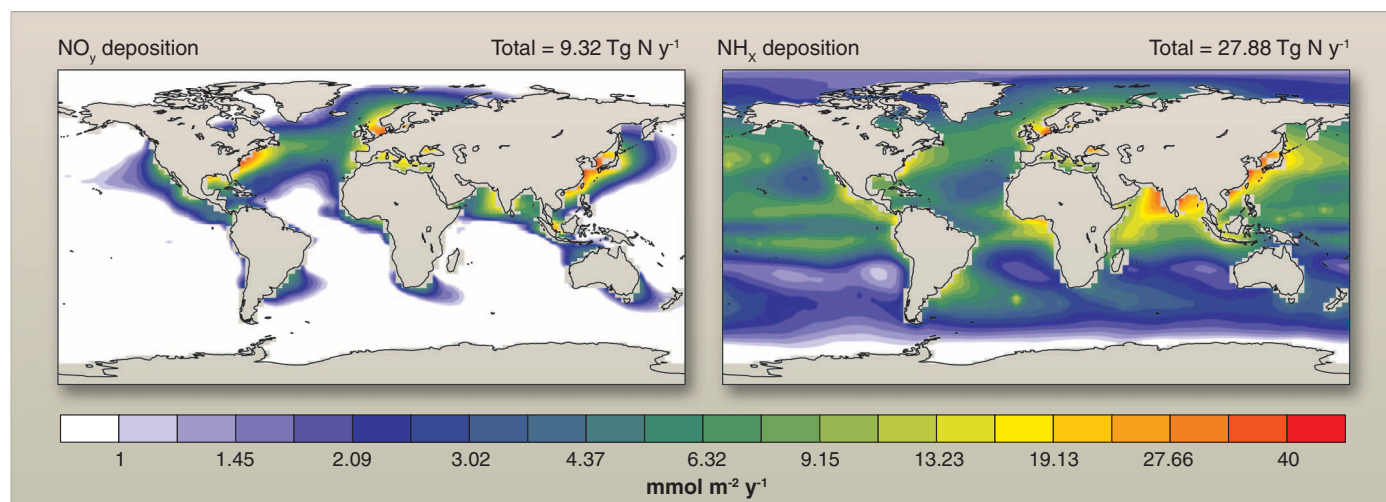 NOy deposition Total = 9.32 Tg N y-1
NHX deposition Total = 27.88 Tg N y-1
1 1.45 2.09 3.02 4.37 6.32 9.15 13.23 19.13 27.66 40
mmol m-2 y-1